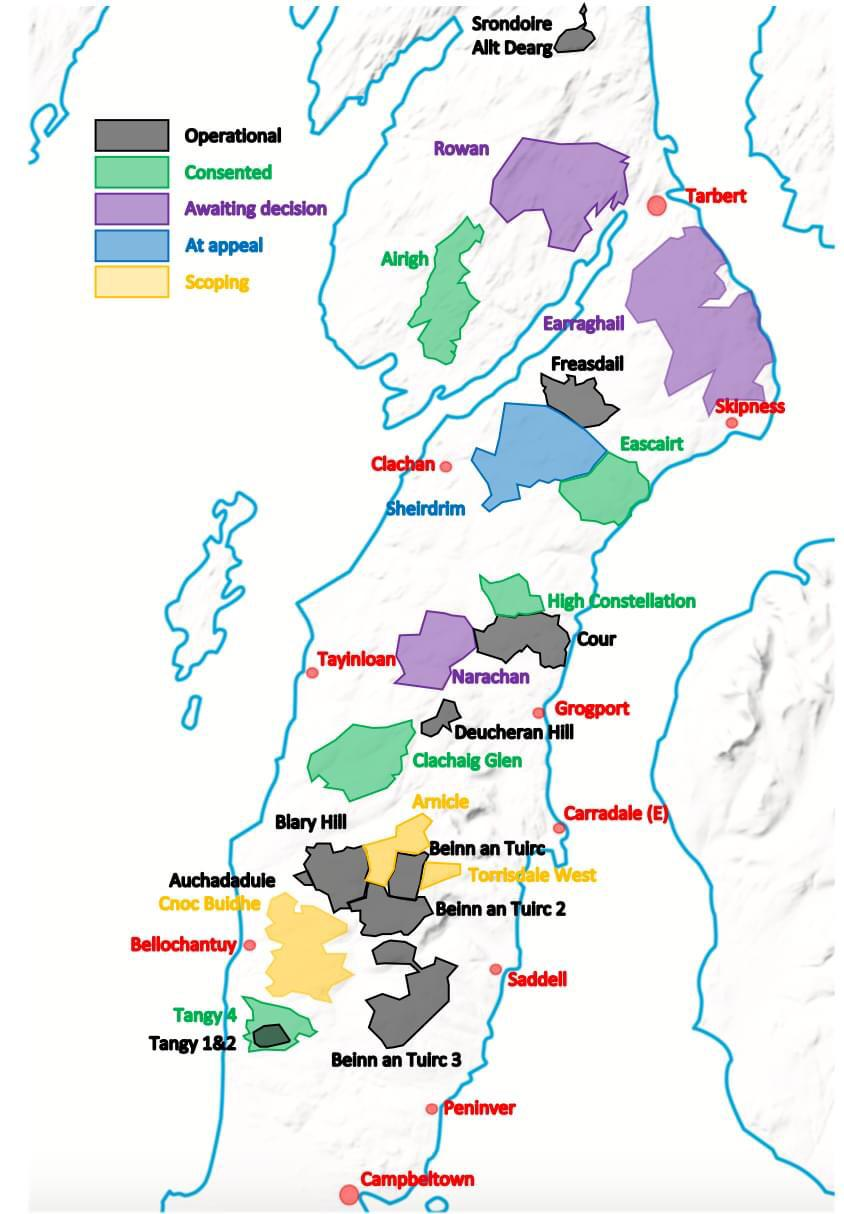 Srondoire
Allt Dearg
Operational
Consented
Awaiting decision
At appeal
Scoping
Rowan
Tarbert
Airigh
Earraghail
Freasdail
Skipness
Eascairt
Clachan
Sheirdrim
High Constellation
Cour
Tayinloan
Narachan
Grogport
Deucheran Hill
Clachaig Glen
Arnicle
Carradale (E)
Blary Hill
Beinn an Tuirc
Torrisdale West
Auchadaduie
Cnoc Buidhe
Beinn an Tuirc 2
Bellochantuy
Saddell
Tangy 4
Tangy 1&2
Beinn an Tuirc 3
Peninver
Campbeltown